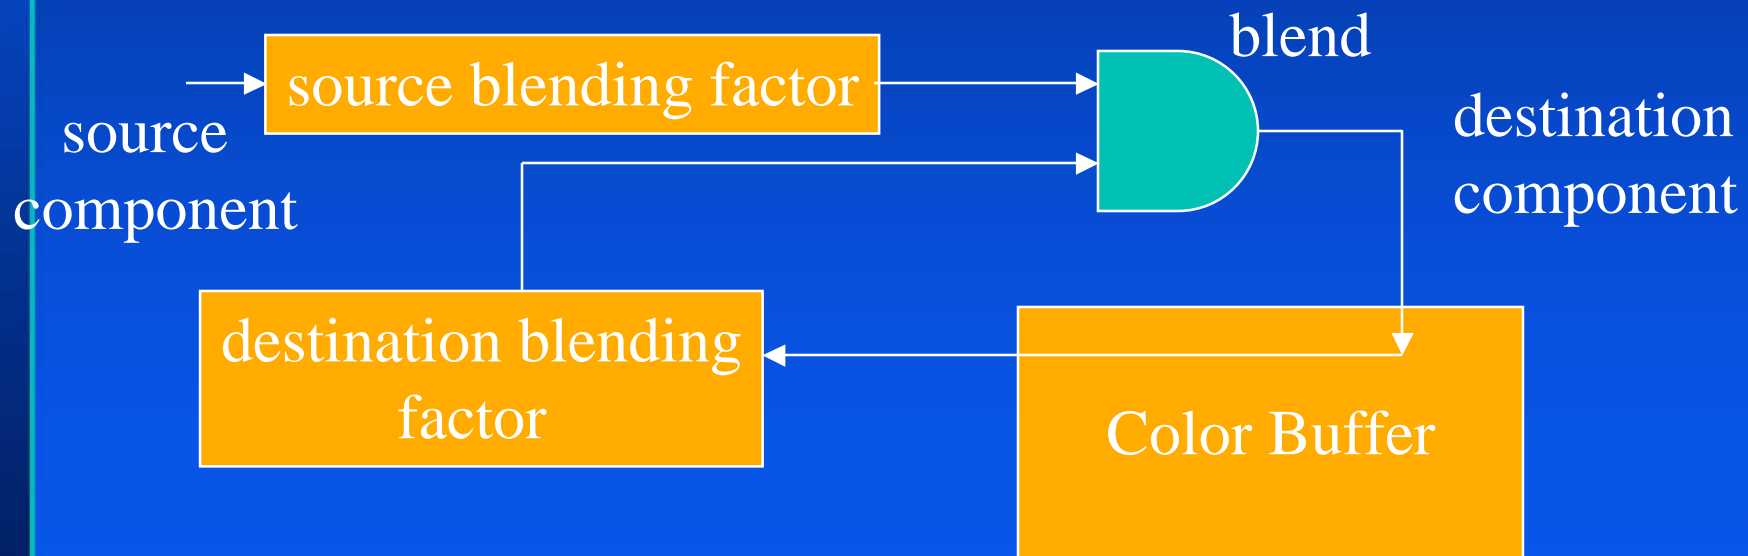 blend
source blending factor
source
component
destination
component
destination blending
factor
Color Buffer